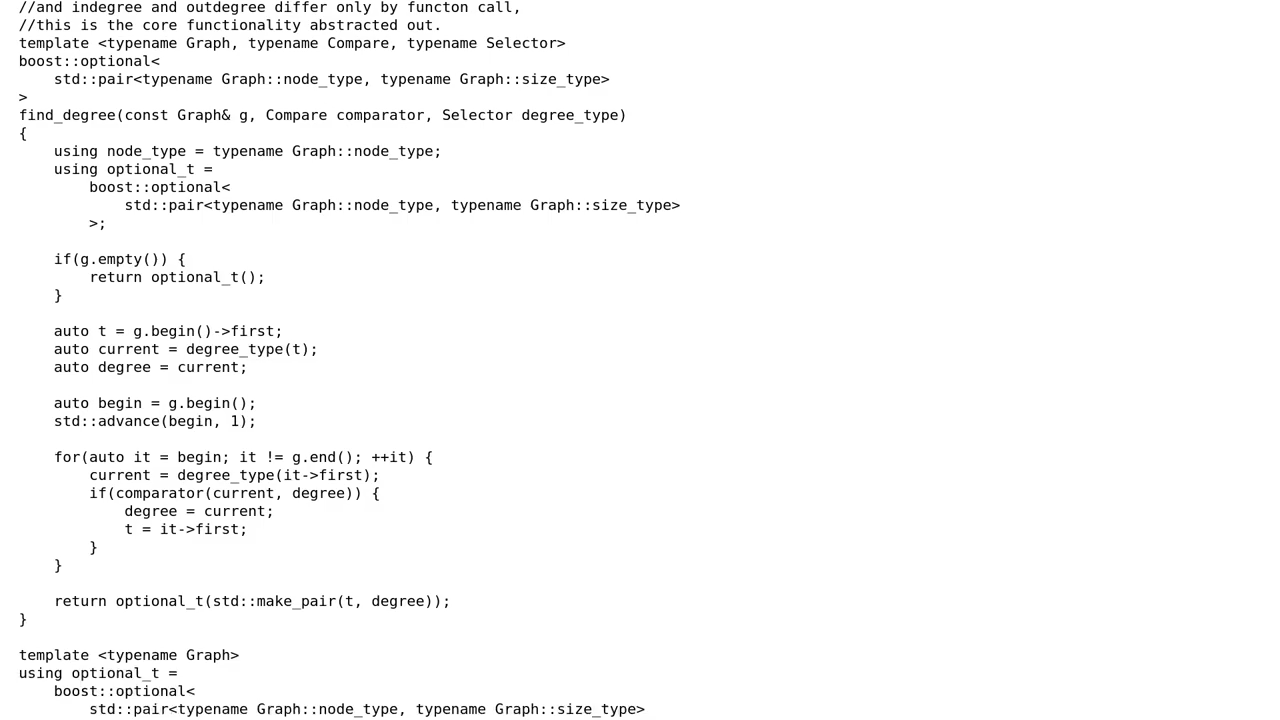 //and indegree and outdegree differ only by functon call,
//this is the core functionality abstracted out.
template <typename Graph, typename Compare, typename Selector>
boost::optional<
    std::pair<typename Graph::node_type, typename Graph::size_type>
>
find_degree(const Graph& g, Compare comparator, Selector degree_type)
{
    using node_type = typename Graph::node_type;
    using optional_t =
        boost::optional<
            std::pair<typename Graph::node_type, typename Graph::size_type>
        >;

    if(g.empty()) {
        return optional_t();
    }

    auto t = g.begin()->first;
    auto current = degree_type(t);
    auto degree = current;

    auto begin = g.begin();
    std::advance(begin, 1);

    for(auto it = begin; it != g.end(); ++it) {
        current = degree_type(it->first);
        if(comparator(current, degree)) {
            degree = current;
            t = it->first;
        }
    }

    return optional_t(std::make_pair(t, degree));
}

template <typename Graph>
using optional_t =
    boost::optional<
        std::pair<typename Graph::node_type, typename Graph::size_type>